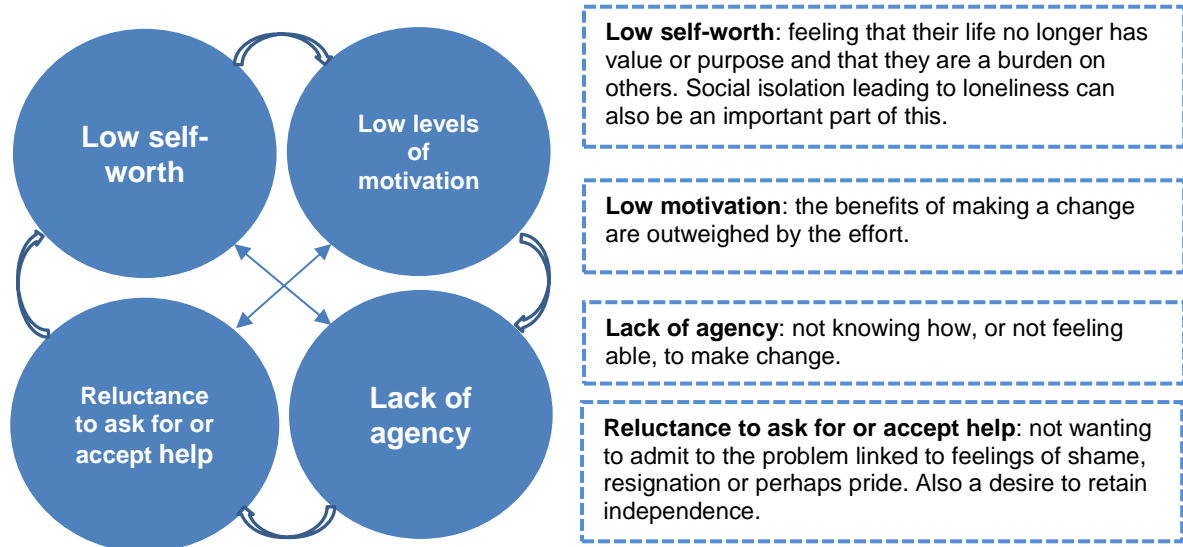 Low self-
worth
Low levels
of
motivation
Reluctance
to ask for or
accept help
Lack of
agency
Low self-worth: feeling that their life no longer has
value or purpose and that they are a burden on
others. Social isolation leading to loneliness can
also be an important part of this.
Low motivation: the benefits of making a change
are outweighed by the effort.
Lack of agency: not knowing how, or not feeling
able, to make change.
Reluctance to ask for or accept help: not wanting
to admit to the problem linked to feelings of shame,
resignation or perhaps pride. Also a desire to retain
independence.